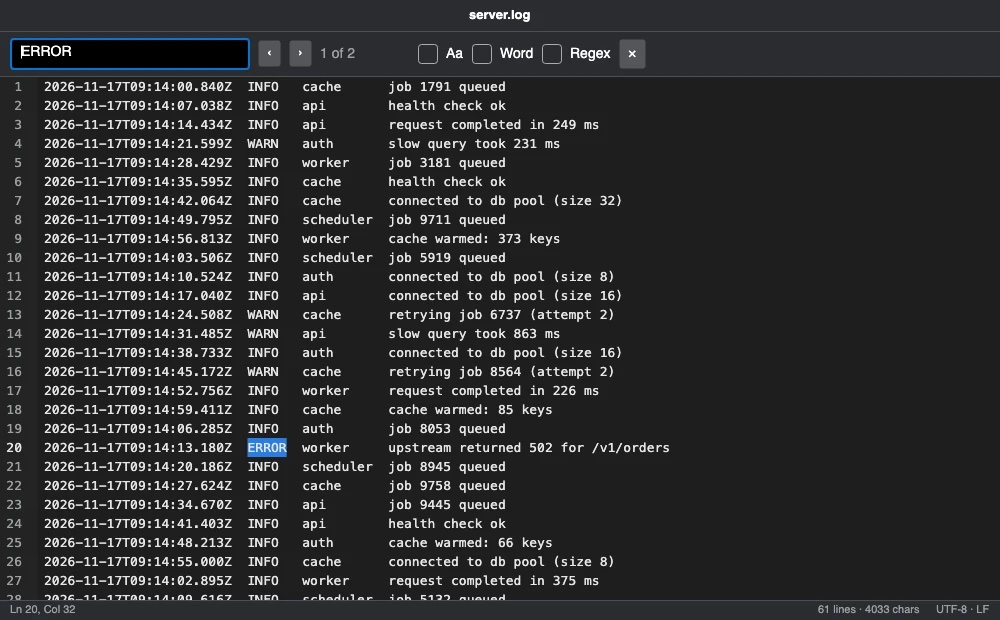 server.log
ERROR ‹ › 1 of 2 Aa Word Regex ×
1 2026-11-17T09:14:00.840Z INFO cache job 1791 queued
2 2026-11-17T09:14:07.038Z INFO api health check ok
3 2026-11-17T09:14:14.434Z INFO api request completed in 249 ms
4 2026-11-17T09:14:21.599Z WARN auth slow query took 231 ms
5 2026-11-17T09:14:28.429Z INFO worker job 3181 queued
6 2026-11-17T09:14:35.595Z INFO cache health check ok
7 2026-11-17T09:14:42.064Z INFO cache connected to db pool (size 32)
8 2026-11-17T09:14:49.795Z INFO scheduler job 9711 queued
9 2026-11-17T09:14:56.813Z INFO worker cache warmed: 373 keys
10 2026-11-17T09:14:03.506Z INFO scheduler job 5919 queued
11 2026-11-17T09:14:10.524Z INFO auth connected to db pool (size 8)
12 2026-11-17T09:14:17.040Z INFO api connected to db pool (size 16)
13 2026-11-17T09:14:24.508Z WARN cache retrying job 6737 (attempt 2)
14 2026-11-17T09:14:31.485Z WARN api slow query took 863 ms
15 2026-11-17T09:14:38.733Z INFO auth connected to db pool (size 16)
16 2026-11-17T09:14:45.172Z WARN cache retrying job 8564 (attempt 2)
17 2026-11-17T09:14:52.756Z INFO worker request completed in 226 ms
18 2026-11-17T09:14:59.411Z INFO cache cache warmed: 85 keys
19 2026-11-17T09:14:06.285Z INFO auth job 8053 queued
20 2026-11-17T09:14:13.180Z ERROR worker upstream returned 502 for /v1/orders
21 2026-11-17T09:14:20.186Z INFO scheduler job 8945 queued
22 2026-11-17T09:14:27.624Z INFO cache job 9758 queued
23 2026-11-17T09:14:34.670Z INFO api job 9445 queued
24 2026-11-17T09:14:41.403Z INFO api health check ok
25 2026-11-17T09:14:48.213Z INFO auth cache warmed: 66 keys
26 2026-11-17T09:14:55.000Z INFO cache connected to db pool (size 8)
27 2026-11-17T09:14:02.895Z INFO worker request completed in 375 ms
28 2026-11-17T09:14:09.616Z INFO scheduler job 5132 queued
Ln 20, Col 32 61 lines · 4033 chars UTF-8 · LF